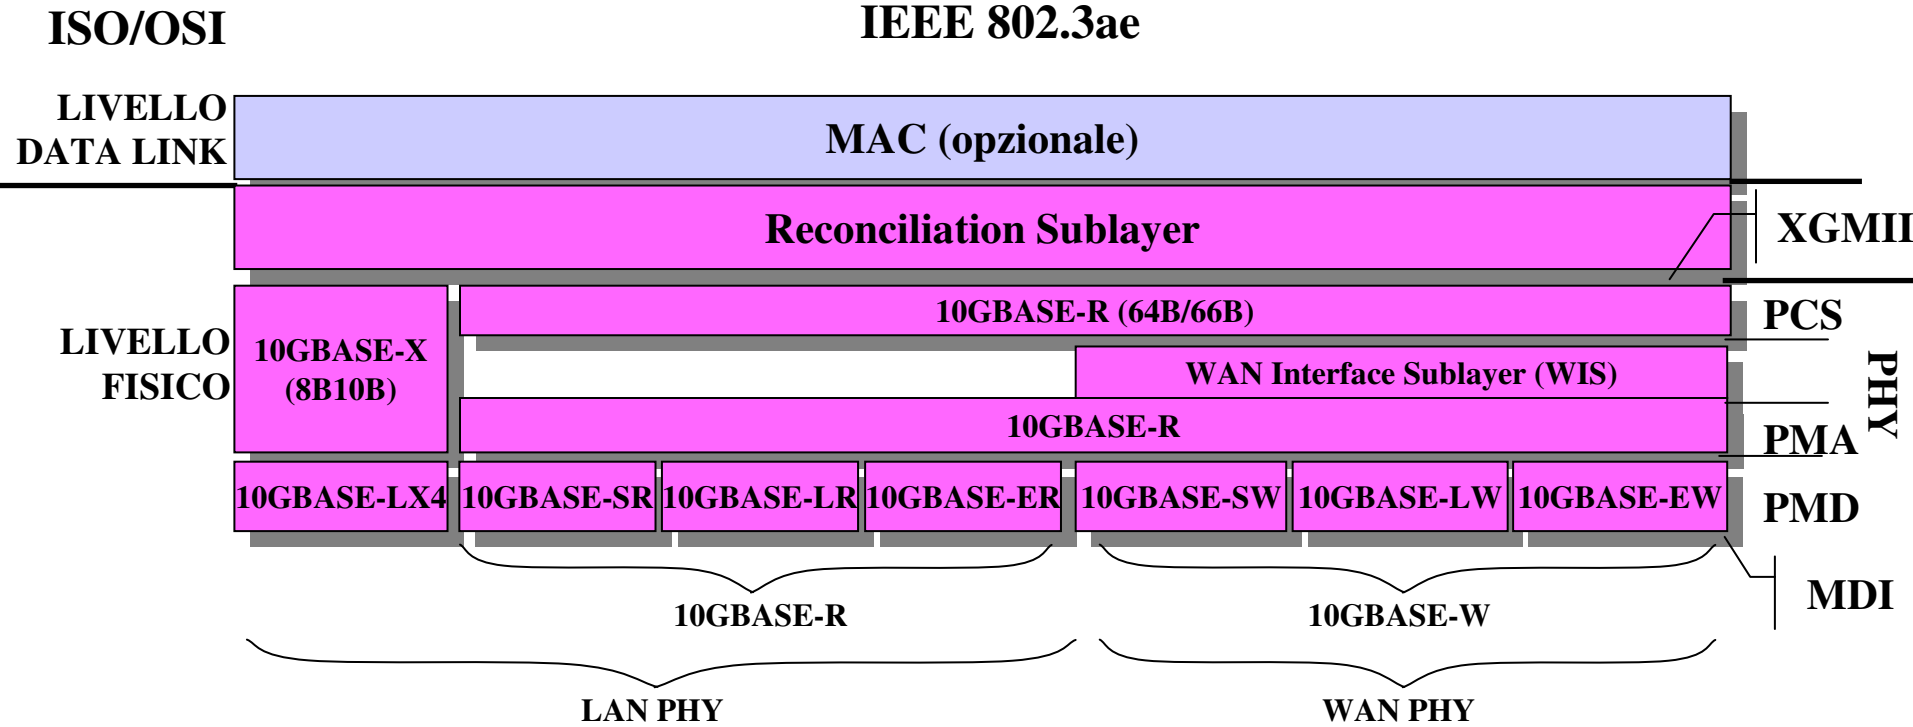 ISO/OSI
IEEE 802.3ae
LIVELLO
DATA LINK
MAC (opzionale)
Reconciliation Sublayer
XGMII
10GBASE-R (64B/66B)
PCS
LIVELLO
FISICO
10GBASE-X
(8B10B)
WAN Interface Sublayer (WIS)
PHY
10GBASE-R
PMA
10GBASE-LX4
10GBASE-SR
10GBASE-LR
10GBASE-ER
10GBASE-SW
10GBASE-LW
10GBASE-EW
PMD
MDI
10GBASE-R
10GBASE-W
LAN PHY
WAN PHY